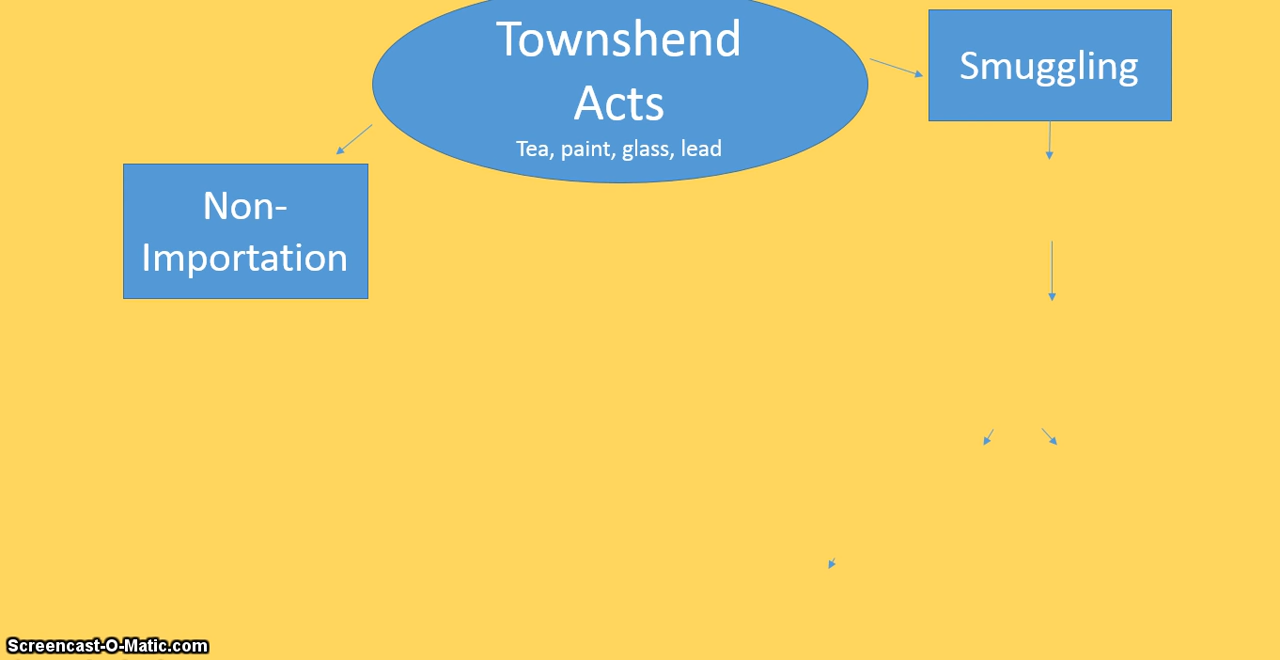 Townshend
Acts
Tea, paint, glass, lead
Smuggling
Non-
Importation
Screencast-O-Matic.com